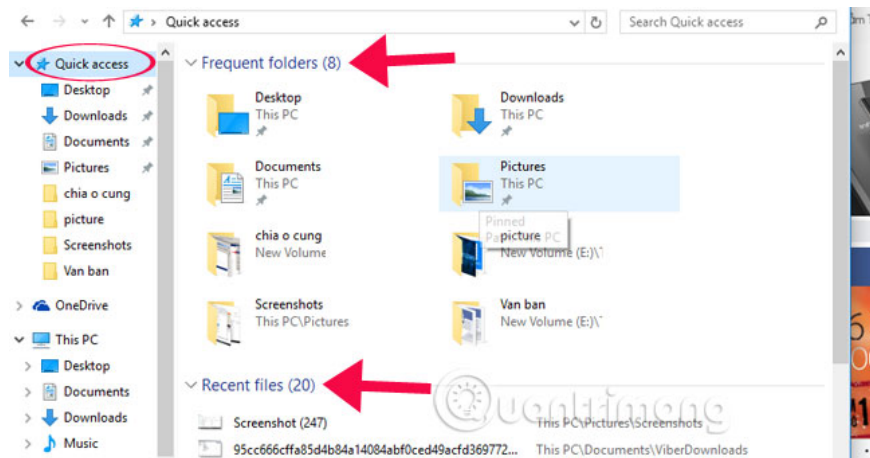 Quick access
Search Quick access
Quick access
Desktop
Downloads
Documents
Pictures
chia o cung
picture
Screenshots
Van ban
OneDrive
This PC
Desktop
Documents
Downloads
Music
Frequent folders (8)
Desktop
This PC
Downloads
This PC
Documents
This PC
Pictures
This PC
Pinned
chia o cung
New Volume
picture
New Volume (E:)\
Screenshots
This PC\Pictures
Van ban
New Volume (E:)\
Recent files (20)
Screenshot (247)
This PC\Pictures\Screenshots
95cc666cffa85d4b84a14084abf0ced49acfd369772...
This PC\Documents\ViberDownloads
Quantrimang